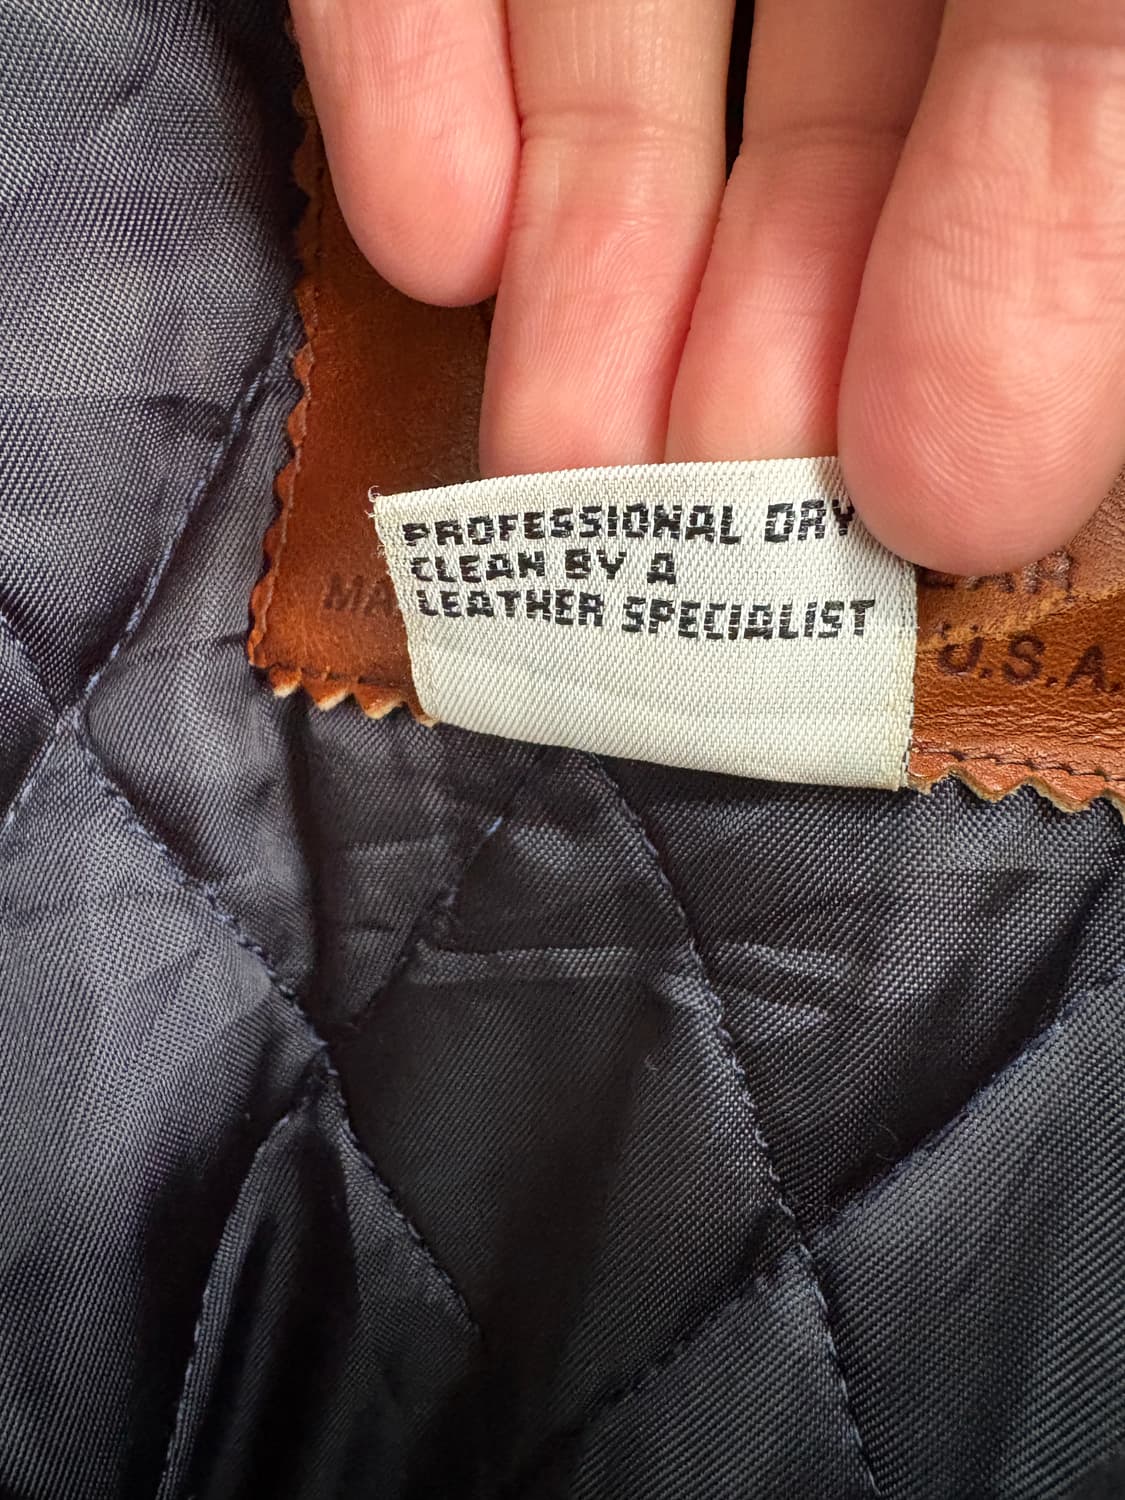 PROFESSIONAL DRY
CLEAN BY A
LEATHER SPECIALIST
U.S.A.